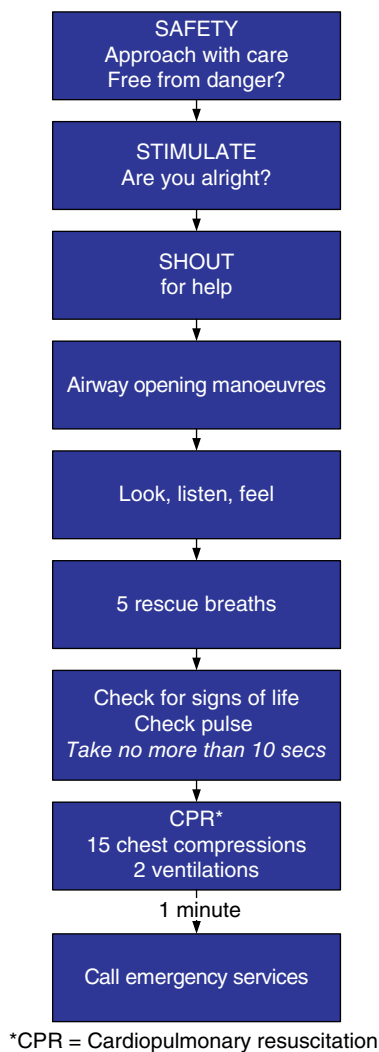 SAFETY
Approach with care
Free from danger?
STIMULATE
Are you alright?
SHOUT
for help
Airway opening manoeuvres
Look, listen, feel
5 rescue breaths
Check for signs of life
Check pulse
Take no more than 10 secs
CPR*
15 chest compressions
2 ventilations
1 minute
Call emergency services
*CPR = Cardiopulmonary resuscitation